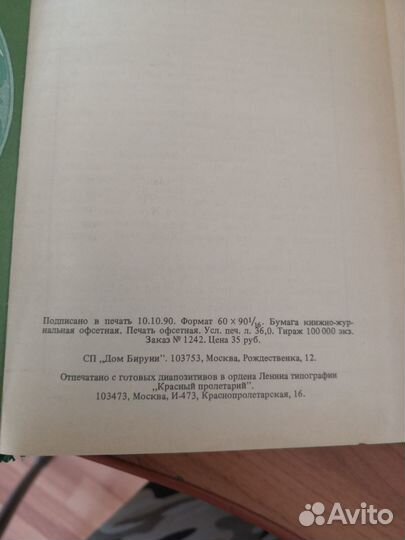 Подписано в печать 10.10.90. Формат 60 × 90 1/16. Бумага книжно-жур-
нальная офсетная. Печать офсетная. Усл. печ. л. 36,0. Тираж 100 000 экз.
Заказ № 1242. Цена 35 руб.
СП „Дом Бируни". 103753, Москва, Рождественка, 12.
Отпечатано с готовых диапозитивов в ордена Ленина типографии
„Красный пролетарий".
103473, Москва, И-473, Краснопролетарская, 16.
Avito